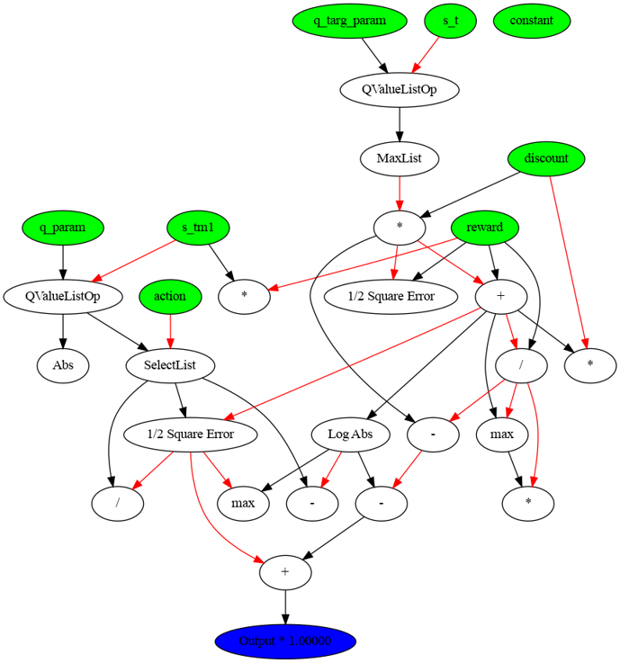 q_targ_param
s_t
constant
QValueListOp
MaxList
discount
q_param
s_tm1
*
reward
QValueListOp
action
*
1/2 Square Error
+
Abs
SelectList
/
*
1/2 Square Error
Log Abs
-
max
/
max
-
-
*
+
Output * 1.00000